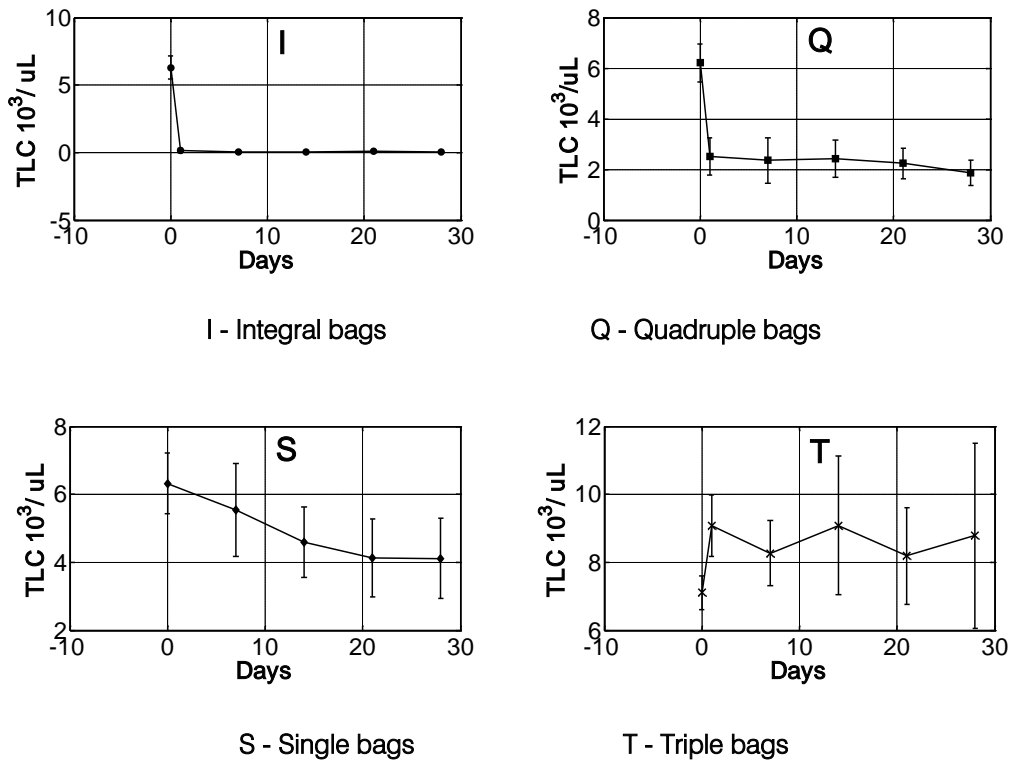 I
TLC 10³/ uL
10
5
0
-5
-10 0 10 20 30
Days
I - Integral bags
Q
TLC 10³/ uL
8
6
4
2
0
-10 0 10 20 30
Days
Q - Quadruple bags
S
TLC 10³/ uL
8
6
4
2
-10 0 10 20 30
Days
S - Single bags
T
TLC 10³/ uL
12
10
8
6
-10 0 10 20 30
Days
T - Triple bags